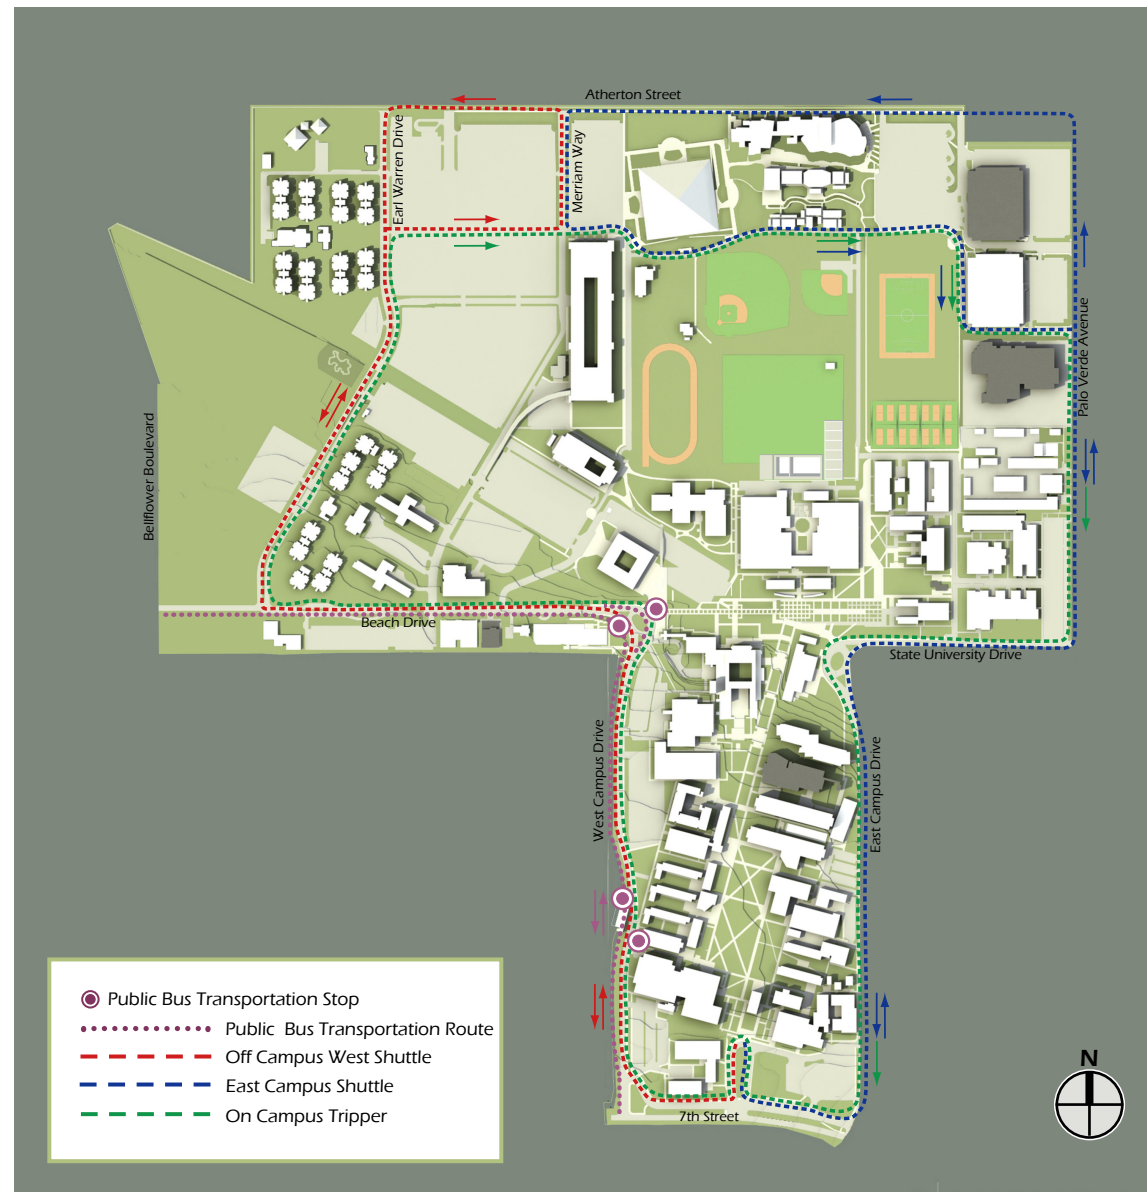 Atherton Street
Earl Warren Drive
Merriam Way
Palo Verde Avenue
Bellflower Boulevard
Beach Drive
State University Drive
West Campus Drive
East Campus Drive
7th Street
Public Bus Transportation Stop
Public Bus Transportation Route
Off Campus West Shuttle
East Campus Shuttle
On Campus Tripper
N